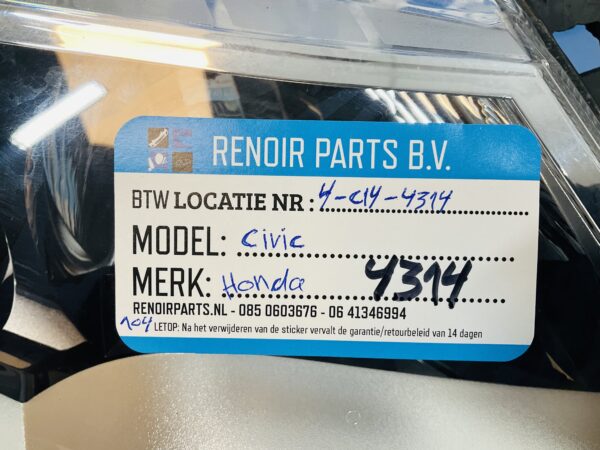 RENOIR PARTS B.V.
BTW LOCATIE NR : 4-C14-4314
MODEL: Civic
MERK: Honda 4314
RENOIRPARTS.NL - 085 0603676 - 06 41346994
LETOP: Na het verwijderen van de sticker vervalt de garantie/retourbeleid van 14 dagen